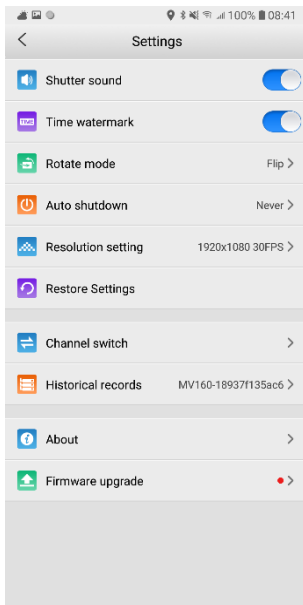 100% 08:41
Settings
Shutter sound
TIME Time watermark
Rotate mode Flip
Auto shutdown Never
Resolution setting 1920x1080 30FPS
Restore Settings
Channel switch
Historical records MV160-18937f135ac6
About
Firmware upgrade